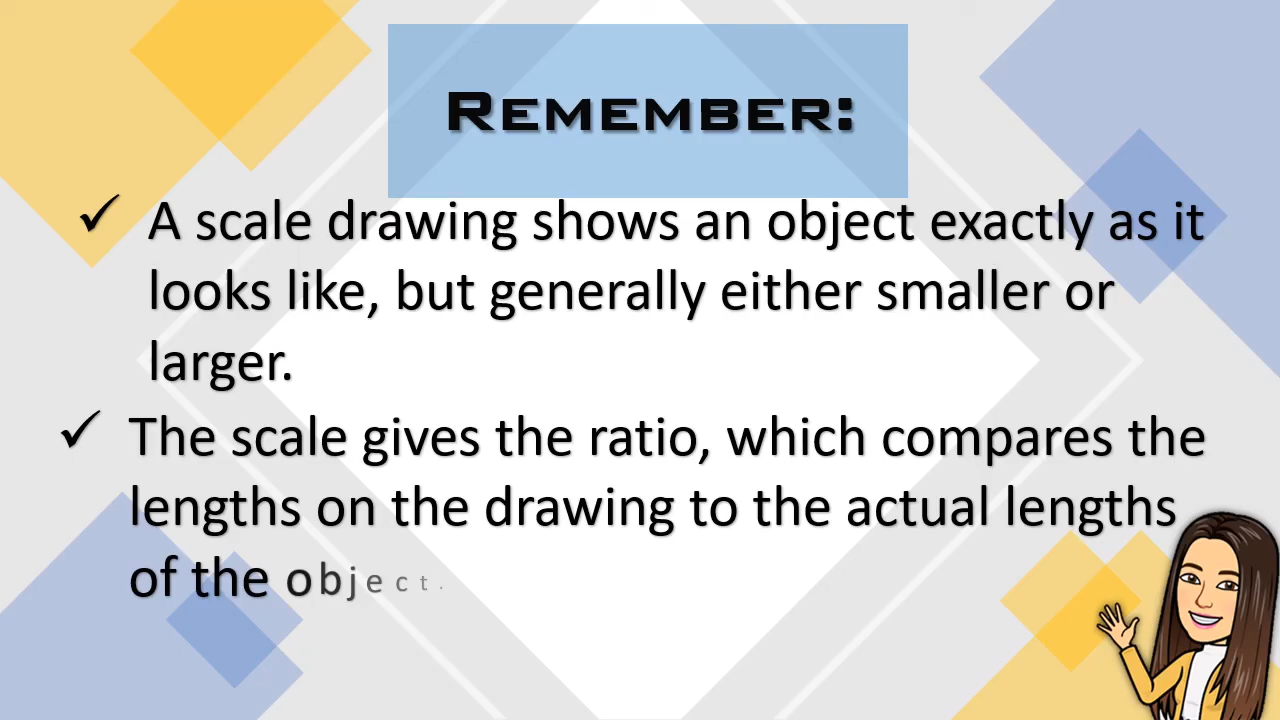 Remember:
✓ A scale drawing shows an object exactly as it
looks like, but generally either smaller or
larger.
✓ The scale gives the ratio, which compares the
lengths on the drawing to the actual lengths
of the object.